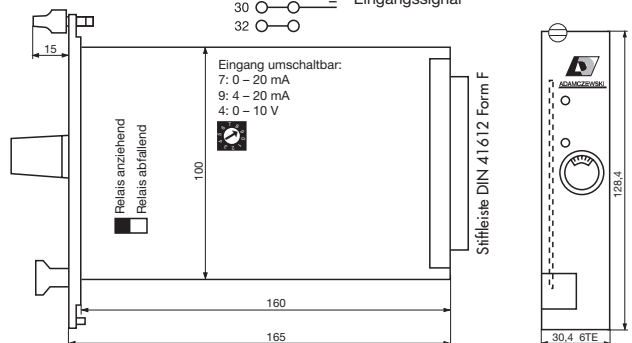 30 = Eingangssignal
32
15
Eingang umschaltbar:
7: 0 – 20 mA
9: 4 – 20 mA
4: 0 – 10 V
Relais anziehend
Relais abfallend
100
160
165
Stiftleiste DIN 41612 Form F
ADAMCZEWSKI
128,4
30,4 6TE